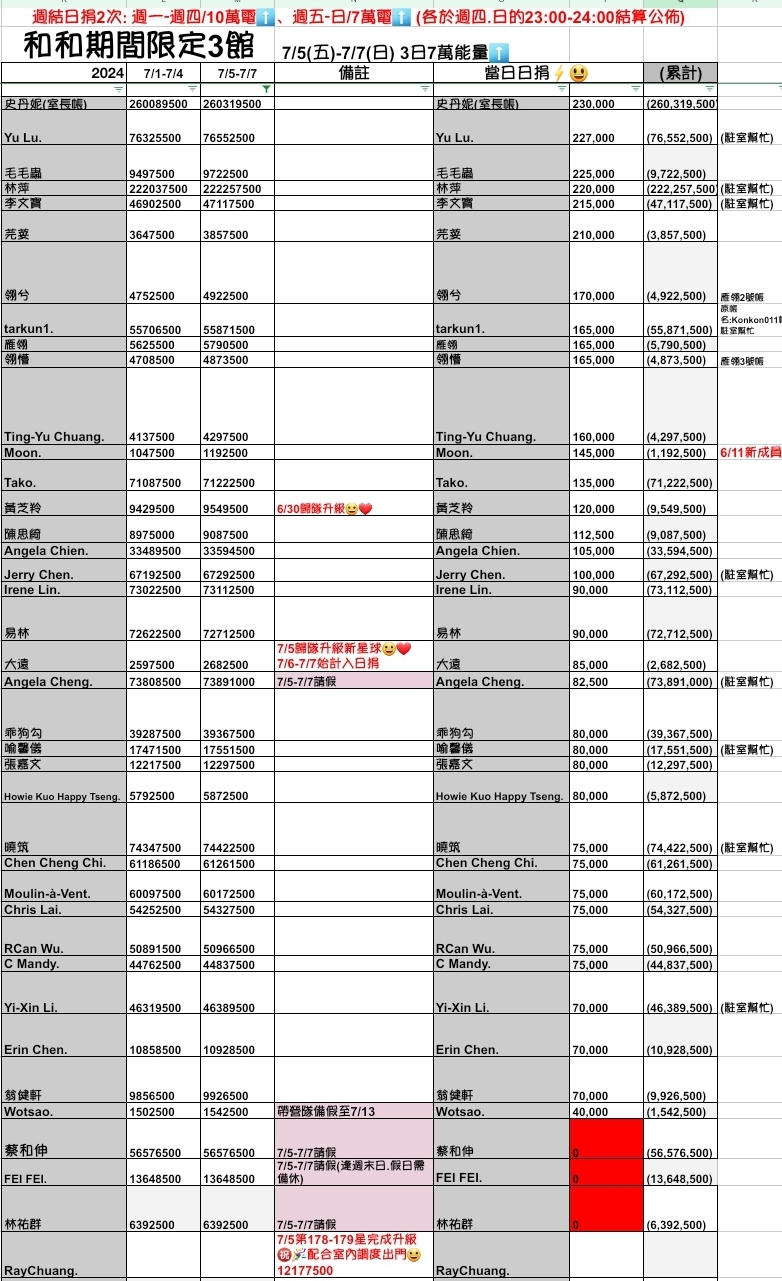 週結日捐2次: 週一-週四/10萬電⬆️、週五-日/7萬電⬆️ (各於週四.日的23:00-24:00結算公佈)
和和期間限定3館 7/5(五)-7/7(日) 3日7萬能量⬆️
2024 7/1-7/4 7/5-7/7 備註 當日日捐⚡😃 (累計)
史丹妮(室長帳) 260089500 260319500 史丹妮(室長帳) 230,000 (260,319,500)
Yu Lu. 76325500 76552500 Yu Lu. 227,000 (76,552,500) (駐室幫忙)
毛毛蟲 9497500 9722500 毛毛蟲 225,000 (9,722,500)
林萍 222037500 222257500 林萍 220,000 (222,257,500) (駐室幫忙)
李文寶 46902500 47117500 李文寶 215,000 (47,117,500) (駐室幫忙)
芫荽 3647500 3857500 芫荽 210,000 (3,857,500)
翎兮 4752500 4922500 翎兮 170,000 (4,922,500) 雁翎2號帳
tarkun1. 55706500 55871500 tarkun1. 165,000 (55,871,500) 原帳
名:Konkon011
駐室幫忙
雁翎 5625500 5790500 雁翎 165,000 (5,790,500)
翎懵 4708500 4873500 翎懵 165,000 (4,873,500) 雁翎3號帳
Ting-Yu Chuang. 4137500 4297500 Ting-Yu Chuang. 160,000 (4,297,500)
Moon. 1047500 1192500 Moon. 145,000 (1,192,500) 6/11新成員
Tako. 71087500 71222500 Tako. 135,000 (71,222,500)
黃芝羚 9429500 9549500 6/30歸隊升級😄❤️ 黃芝羚 120,000 (9,549,500)
陳思綺 8975000 9087500 陳思綺 112,500 (9,087,500)
Angela Chien. 33489500 33594500 Angela Chien. 105,000 (33,594,500)
Jerry Chen. 67192500 67292500 Jerry Chen. 100,000 (67,292,500) (駐室幫忙)
Irene Lin. 73022500 73112500 Irene Lin. 90,000 (73,112,500)
易林 72622500 72712500 易林 90,000 (72,712,500)
大遠 2597500 2682500 7/5歸隊升級新星球😄❤️
7/6-7/7始計入日捐 大遠 85,000 (2,682,500)
Angela Cheng. 73808500 73891000 7/5-7/7請假 Angela Cheng. 82,500 (73,891,000) (駐室幫忙)
乖狗勾 39287500 39367500 乖狗勾 80,000 (39,367,500)
喻馨儀 17471500 17551500 喻馨儀 80,000 (17,551,500) (駐室幫忙)
張嘉文 12217500 12297500 張嘉文 80,000 (12,297,500)
Howie Kuo Happy Tseng. 5792500 5872500 Howie Kuo Happy Tseng. 80,000 (5,872,500)
曉筑 74347500 74422500 曉筑 75,000 (74,422,500) (駐室幫忙)
Chen Cheng Chi. 61186500 61261500 Chen Cheng Chi. 75,000 (61,261,500)
Moulin-à-Vent. 60097500 60172500 Moulin-à-Vent. 75,000 (60,172,500)
Chris Lai. 54252500 54327500 Chris Lai. 75,000 (54,327,500)
RCan Wu. 50891500 50966500 RCan Wu. 75,000 (50,966,500)
C Mandy. 44762500 44837500 C Mandy. 75,000 (44,837,500)
Yi-Xin Li. 46319500 46389500 Yi-Xin Li. 70,000 (46,389,500) (駐室幫忙)
Erin Chen. 10858500 10928500 Erin Chen. 70,000 (10,928,500)
翁健軒 9856500 9926500 翁健軒 70,000 (9,926,500)
Wotsao. 1502500 1542500 帶營隊備假至7/13 Wotsao. 40,000 (1,542,500)
蔡和伸 56576500 56576500 7/5-7/7請假 蔡和伸 0 (56,576,500)
FEI FEI. 13648500 13648500 7/5-7/7請假(逢週末日.假日需
備休) FEI FEI. 0 (13,648,500)
林祐群 6392500 6392500 7/5-7/7請假 林祐群 0 (6,392,500)
RayChuang. 7/5第178-179星完成升級
㊗️🎉配合室內調度出門😄
12177500 RayChuang.